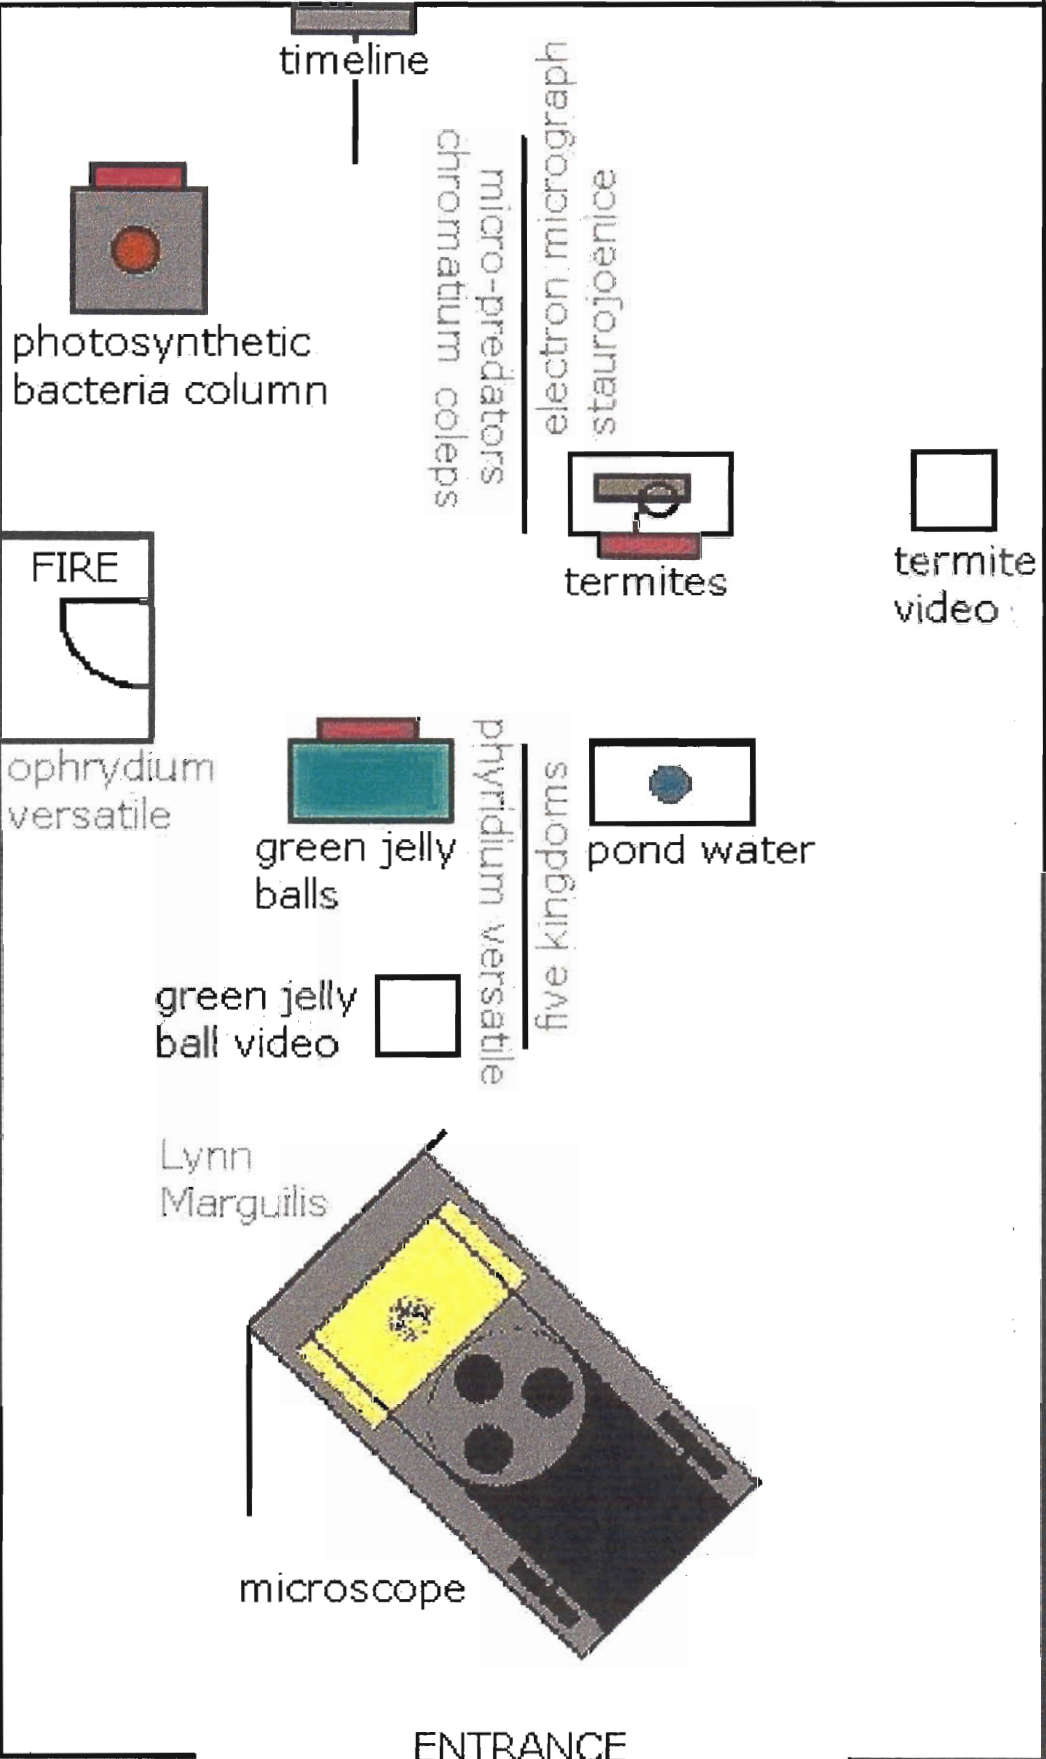 timeline
electron micrograph
staurojoenice
micro-predators
chromatium coleps
photosynthetic
bacteria column
FIRE
termites
termite
video
ophrydium
versatile
green jelly
balls
phyridium versatile
five kingdoms
pond water
green jelly
ball video
Lynn
Marguilis
microscope
ENTRANCE